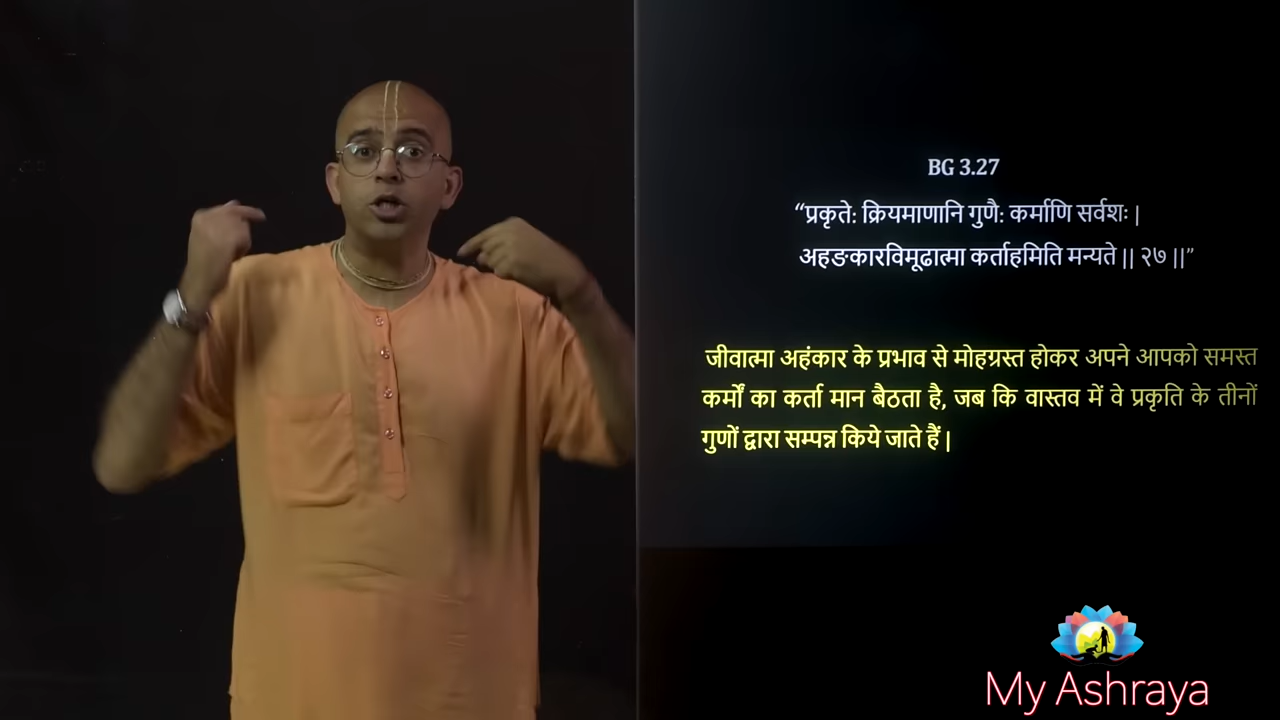 BG 3.27
“प्रकृते: क्रियमाणानि गुणै: कर्माणि सर्वशः |
अहङकारविमूढात्मा कर्ताहमिति मन्यते || २७ ||”
जीवात्मा अहंकार के प्रभाव से मोहग्रस्त होकर अपने आपको समस्त
कर्मों का कर्ता मान बैठता है, जब कि वास्तव में वे प्रकृति के तीनों
गुणों द्वारा सम्पन्न किये जाते हैं |
My Ashraya